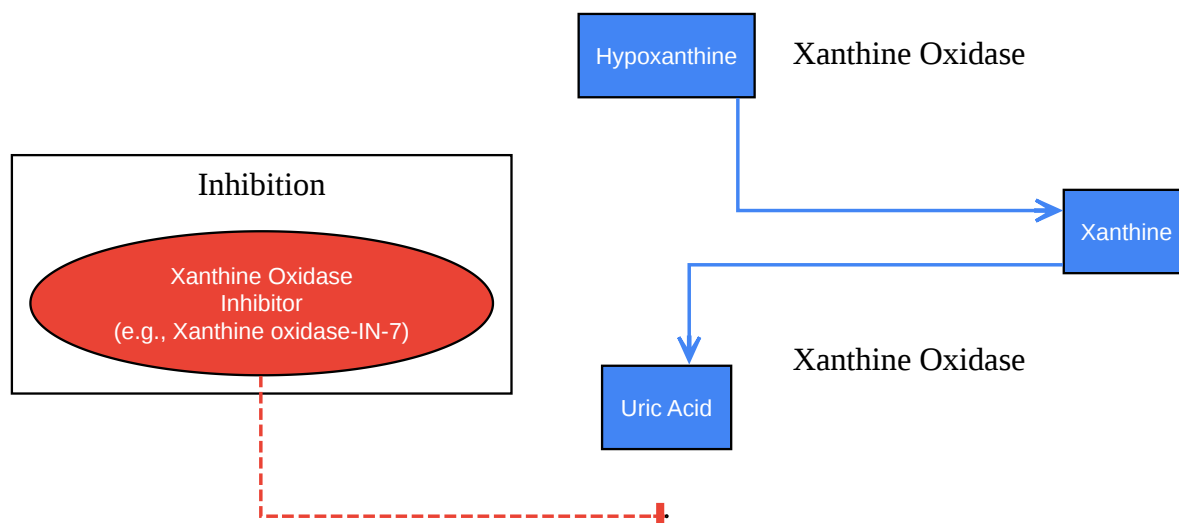 Hypoxanthine
Xanthine Oxidase
Inhibition
Xanthine Oxidase
Inhibitor
(e.g., Xanthine oxidase-IN-7)
Xanthine
Xanthine Oxidase
Uric Acid